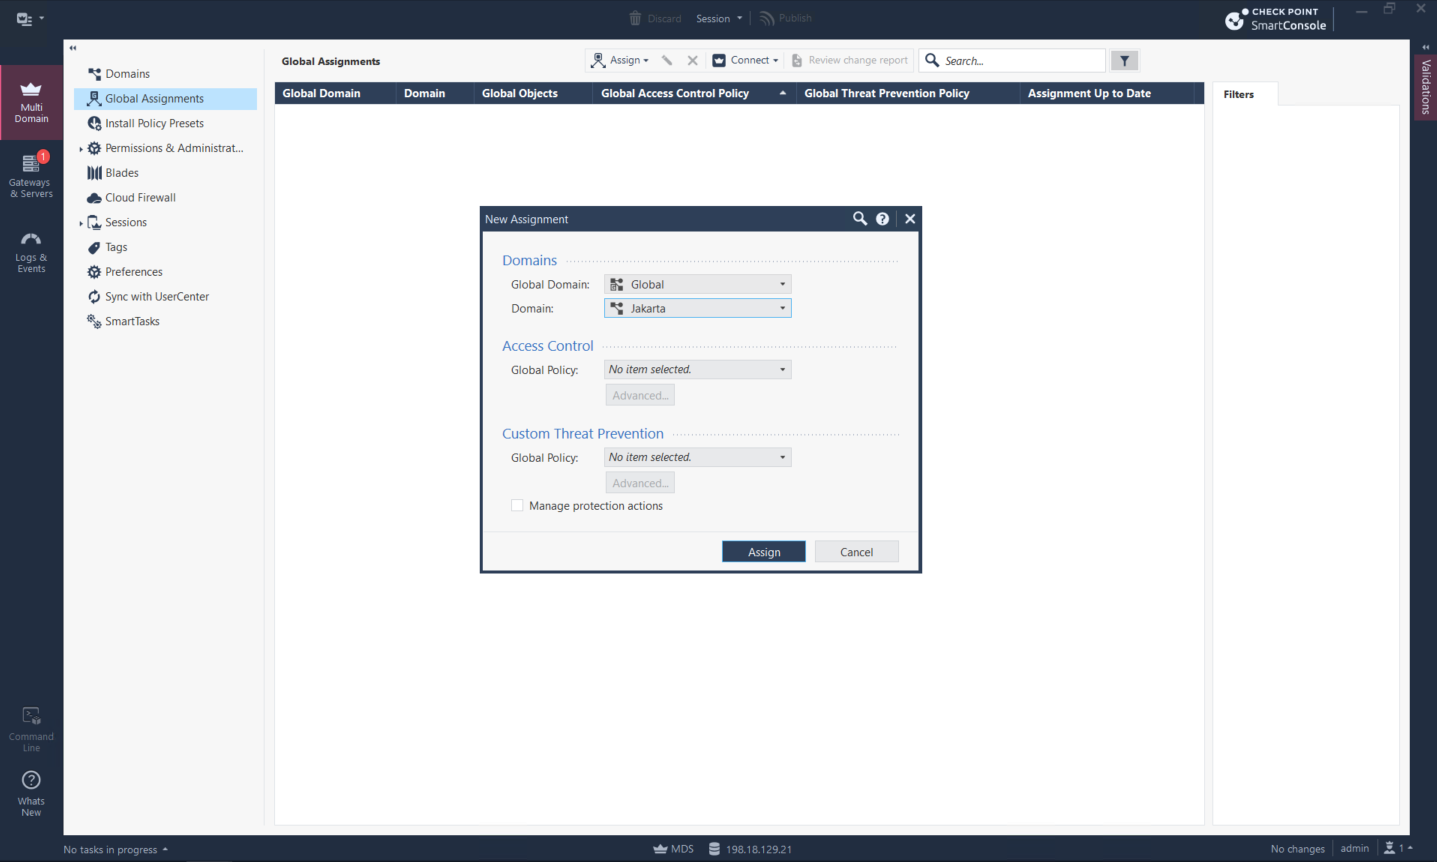 Discard
Session
Publish
CHECK POINT
SmartConsole
Multi
Domain
1
Gateways
& Servers
Logs &
Events
Command
Line
Whats
New
Domains
Global Assignments
Install Policy Presets
Permissions & Administrat...
Blades
Cloud Firewall
Sessions
Tags
Preferences
Sync with UserCenter
SmartTasks
Global Assignments
Assign
Connect
Review change report
Search...
Global Domain
Domain
Global Objects
Global Access Control Policy
Global Threat Prevention Policy
Assignment Up to Date
Filters
Validations
New Assignment
Domains
Global Domain:
Global
Domain:
Jakarta
Access Control
Global Policy:
No item selected.
Advanced...
Custom Threat Prevention
Global Policy:
No item selected.
Advanced...
Manage protection actions
Assign
Cancel
No tasks in progress
MDS
198.18.129.21
No changes
admin
1